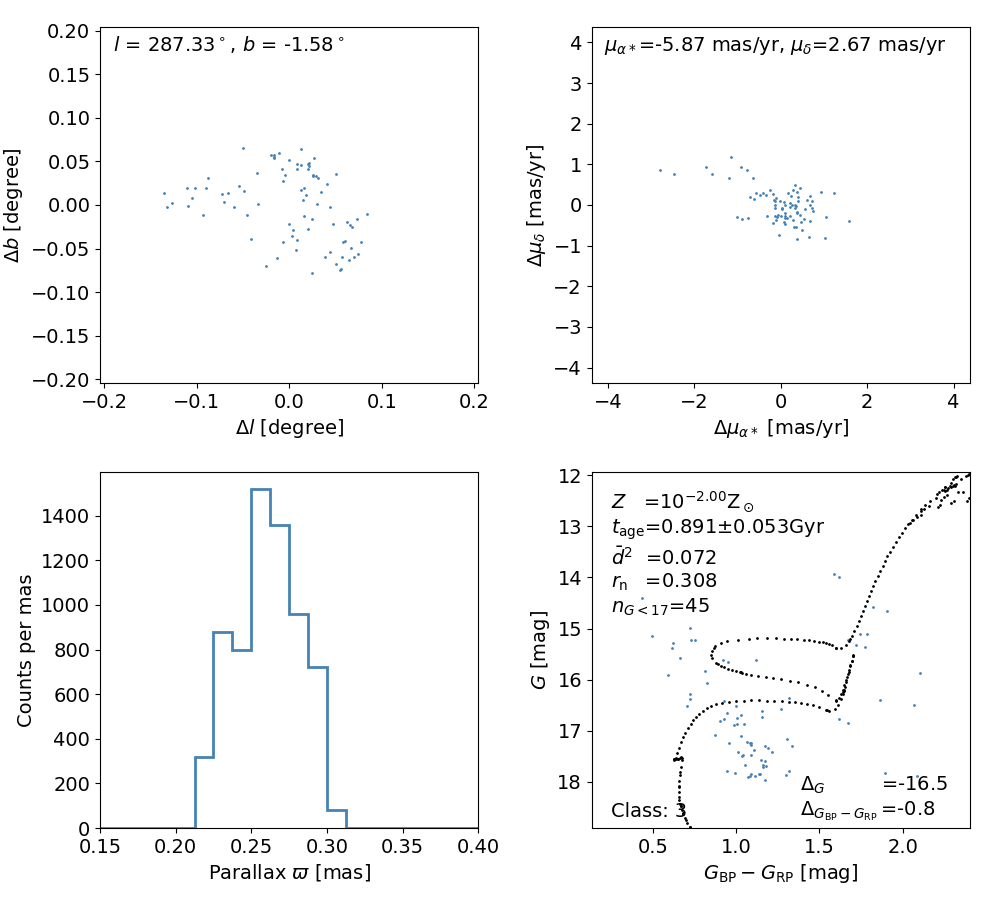 l = 287.33°, b = -1.58°
0.20
0.15
0.10
0.05
0.00
−0.05
−0.10
−0.15
−0.20
−0.2
−0.1
0.0
0.1
0.2
Δb [degree]
Δl [degree]
μα*=-5.87 mas/yr, μδ=2.67 mas/yr
4
3
2
1
0
−1
−2
−3
−4
−4
−2
0
2
4
Δμδ [mas/yr]
Δμα* [mas/yr]
1400
1200
1000
800
600
400
200
0
0.15
0.20
0.25
0.30
0.35
0.40
Counts per mas
Parallax ϖ [mas]
12
13
14
15
16
17
18
0.5
1.0
1.5
2.0
G [mag]
GBP − GRP [mag]
Z =10^−2.00Z⊙
tage=0.891±0.053Gyr
d̄² =0.072
rn =0.308
nG<17=45
ΔG =-16.5
ΔGBP−GRP =-0.8
Class: 3